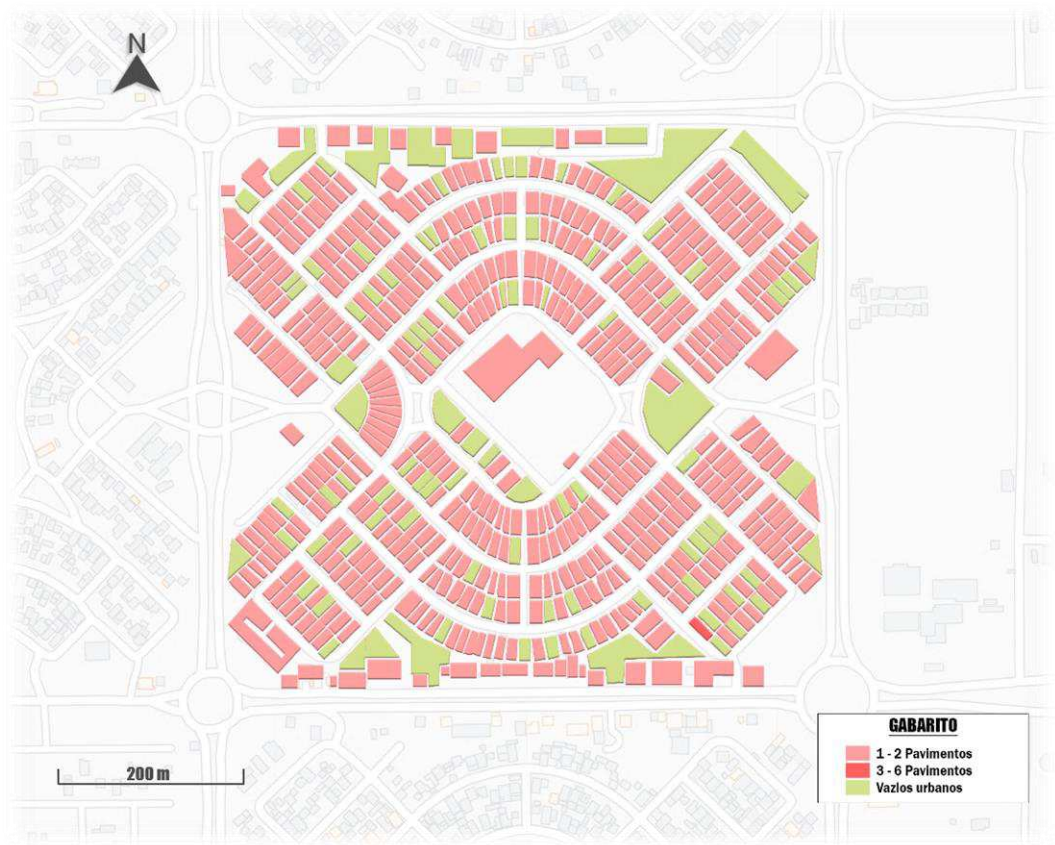 N
200 m
GABARITO
1 - 2 Pavimentos
3 - 6 Pavimentos
Vazios urbanos